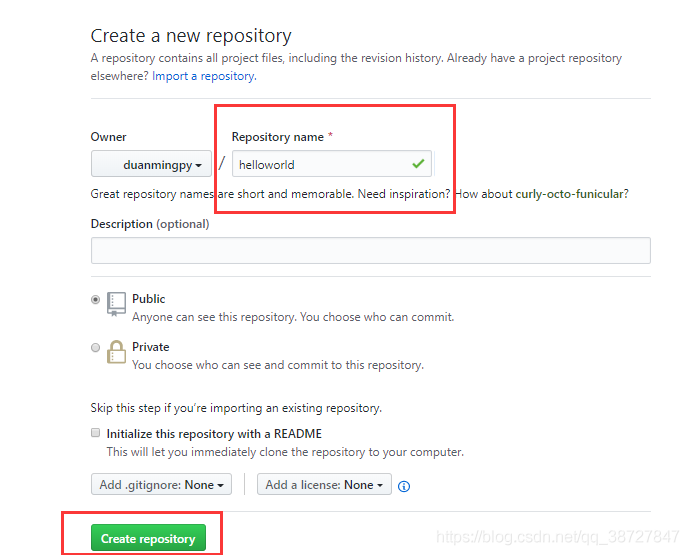 Create a new repository
A repository contains all project files, including the revision history. Already have a project repository
elsewhere? Import a repository.
Owner
Repository name *
duanmingpy
/
helloworld
Great repository names are short and memorable. Need inspiration? How about curly-octo-funicular?
Description (optional)
Public
Anyone can see this repository. You choose who can commit.
Private
You choose who can see and commit to this repository.
Skip this step if you're importing an existing repository.
Initialize this repository with a README
This will let you immediately clone the repository to your computer.
Add .gitignore: None
Add a license: None
Create repository
https://blog.csdn.net/qq_38727847